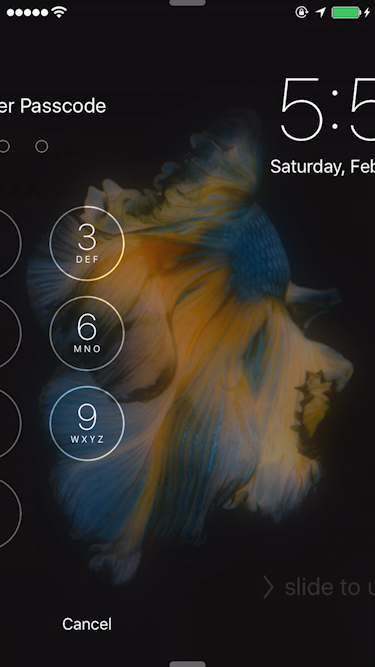 er Passcode
5:5
Saturday, Feb
3
DEF
6
MNO
9
WXYZ
slide to u
Cancel